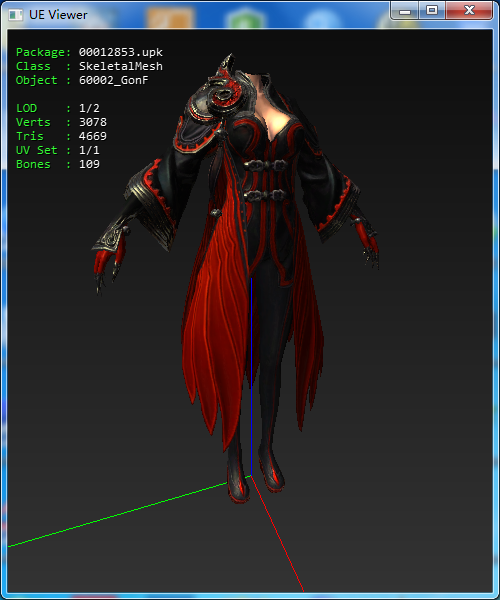 UE Viewer
Package: 00012853.upk
Class : SkeletalMesh
Object : 60002_GonF
LOD : 1/2
Verts : 3078
Tris : 4669
UV Set : 1/1
Bones : 109